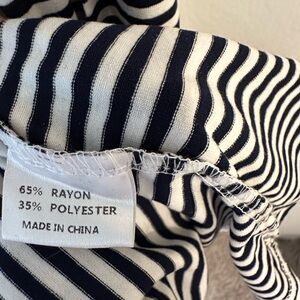 65% RAYON
35% POLYESTER
MADE IN CHINA